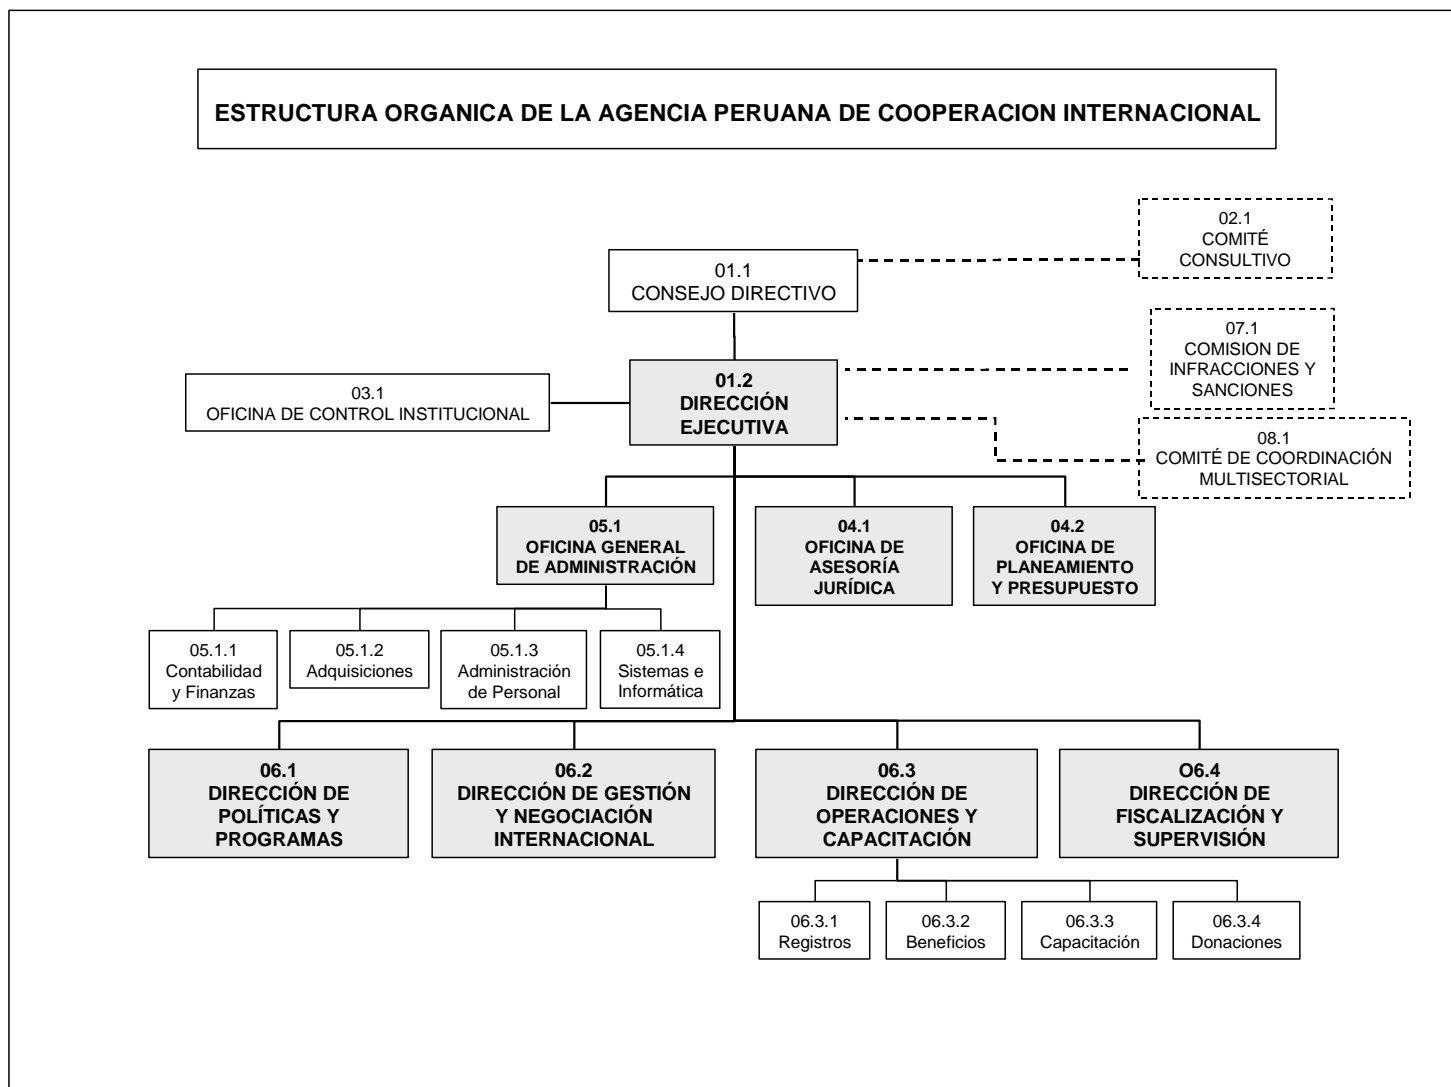 ESTRUCTURA ORGANICA DE LA AGENCIA PERUANA DE COOPERACION INTERNACIONAL
02.1
COMITÉ
CONSULTIVO
01.1
CONSEJO DIRECTIVO
07.1
COMISION DE
INFRACCIONES Y
SANCIONES
01.2
DIRECCIÓN
EJECUTIVA
03.1
OFICINA DE CONTROL INSTITUCIONAL
08.1
COMITÉ DE COORDINACIÓN
MULTISECTORIAL
05.1
OFICINA GENERAL
DE ADMINISTRACIÓN
04.1
OFICINA DE
ASESORÍA
JURÍDICA
04.2
OFICINA DE
PLANEAMIENTO
Y PRESUPUESTO
05.1.1
Contabilidad
y Finanzas
05.1.2
Adquisiciones
05.1.3
Administración
de Personal
05.1.4
Sistemas e
Informática
06.1
DIRECCIÓN DE
POLÍTICAS Y
PROGRAMAS
06.2
DIRECCIÓN DE GESTIÓN
Y NEGOCIACIÓN
INTERNACIONAL
06.3
DIRECCIÓN DE
OPERACIONES Y
CAPACITACIÓN
O6.4
DIRECCIÓN DE
FISCALIZACIÓN Y
SUPERVISIÓN
06.3.1
Registros
06.3.2
Beneficios
06.3.3
Capacitación
06.3.4
Donaciones